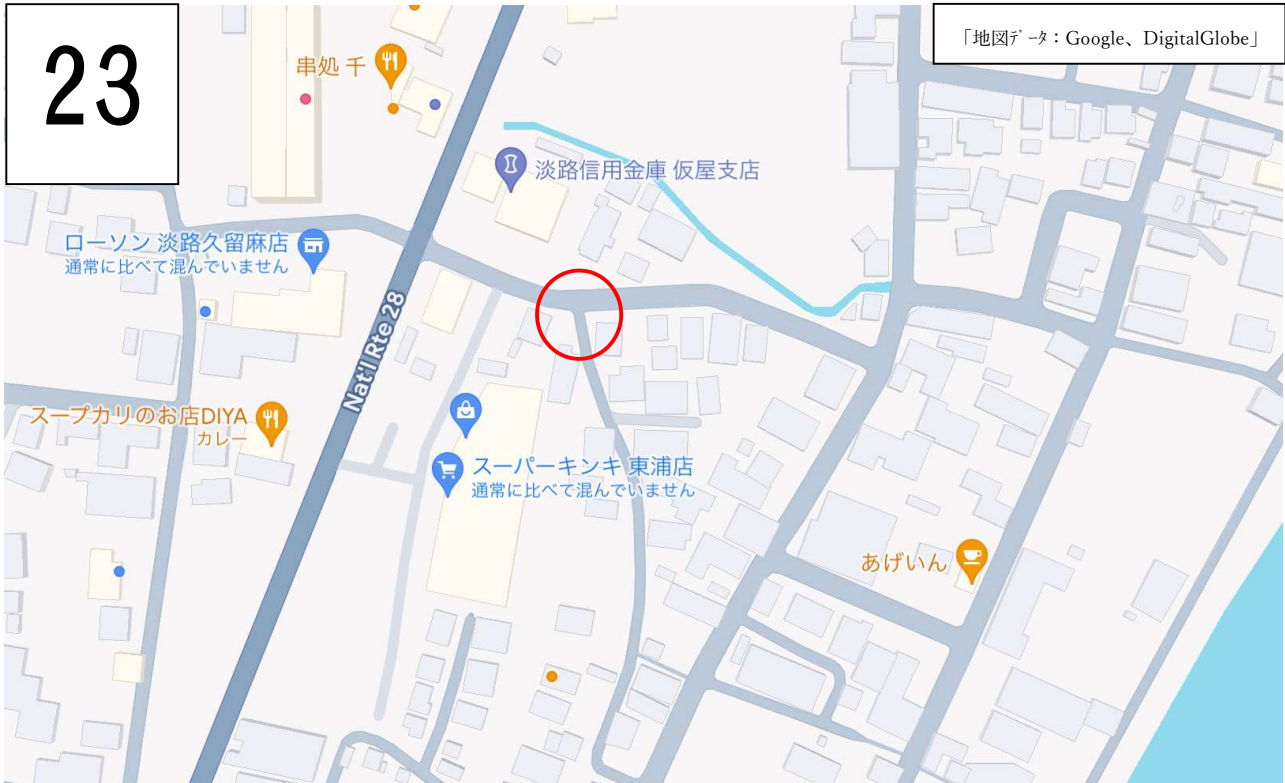 23
「地図データ：Google、DigitalGlobe」
串処 千
淡路信用金庫 仮屋支店
ローソン 淡路久留麻店
通常に比べて混んでいません
Nat'l Rte 28
スープカリのお店DIYA
カレー
スーパーキンキ 東浦店
通常に比べて混んでいません
あげいん